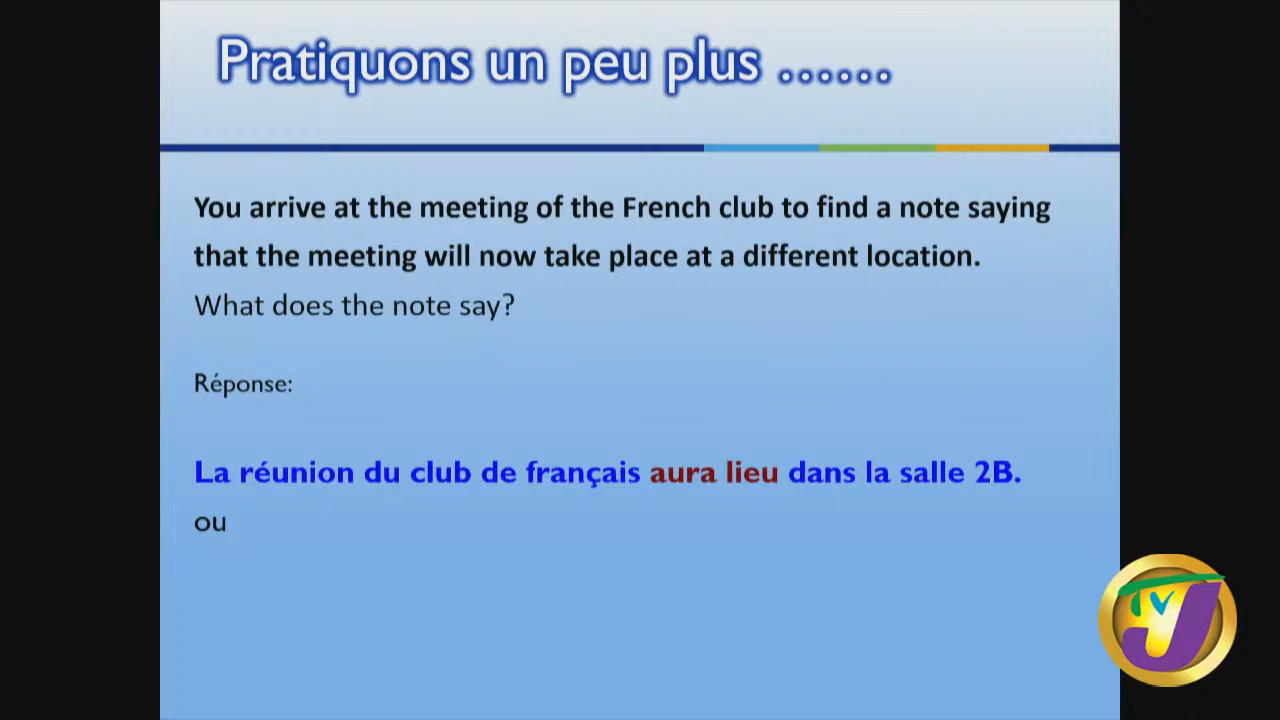 Pratiquons un peu plus ......
You arrive at the meeting of the French club to find a note saying
that the meeting will now take place at a different location.
What does the note say?
Réponse:
La réunion du club de français aura lieu dans la salle 2B.
ou
TVJ